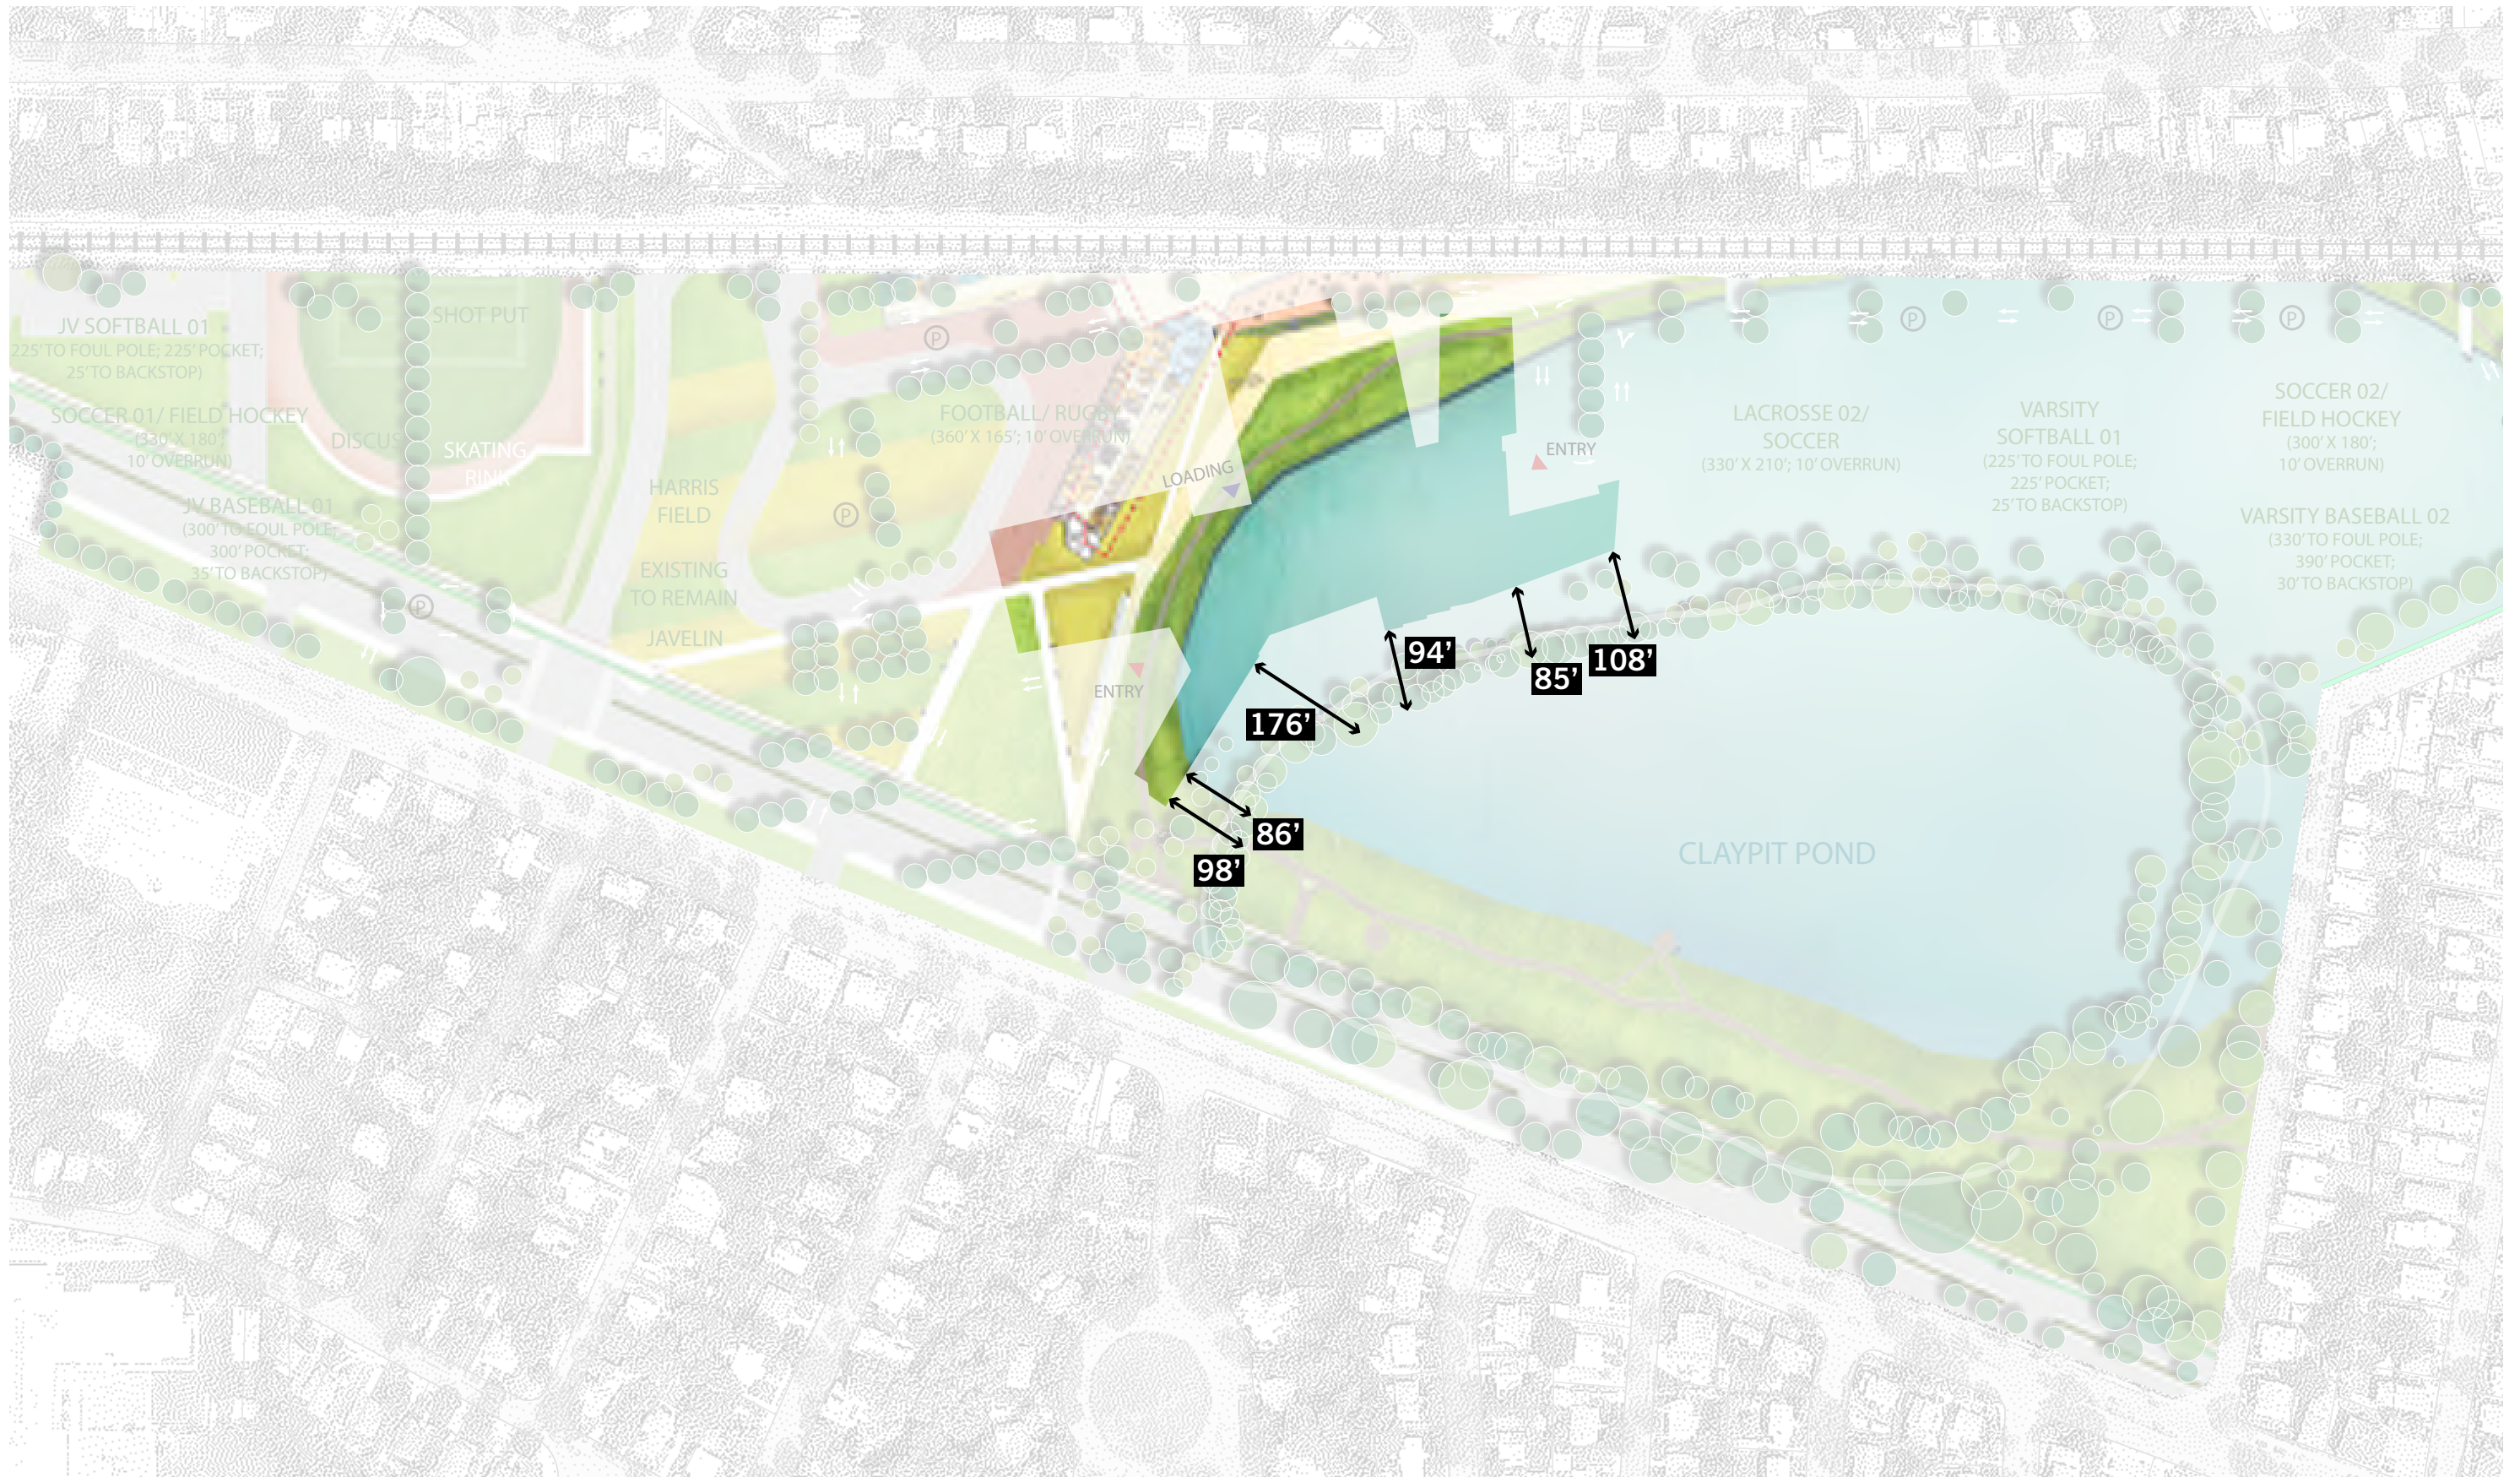 JV SOFTBALL 01
225' TO FOUL POLE; 225' POCKET;
25' TO BACKSTOP)
SOCCER 01/ FIELD HOCKEY
(330' X 180';
10' OVERRUN)
JV BASEBALL 01
(300' TO FOUL POLE;
300' POCKET;
35' TO BACKSTOP)
P
SHOT PUT
DISCUS
SKATING
RINK
HARRIS
FIELD
EXISTING
TO REMAIN
JAVELIN
P
P
FOOTBALL/ RUGBY
(360' X 165'; 10' OVERRUN)
LOADING
ENTRY
ENTRY
LACROSSE 02/
SOCCER
(330' X 210'; 10' OVERRUN)
P
P
P
VARSITY
SOFTBALL 01
(225' TO FOUL POLE;
225' POCKET;
25' TO BACKSTOP)
SOCCER 02/
FIELD HOCKEY
(300' X 180';
10' OVERRUN)
VARSITY BASEBALL 02
(330' TO FOUL POLE;
390' POCKET;
30' TO BACKSTOP)
94'
85'
108'
176'
86'
98'
CLAYPIT POND